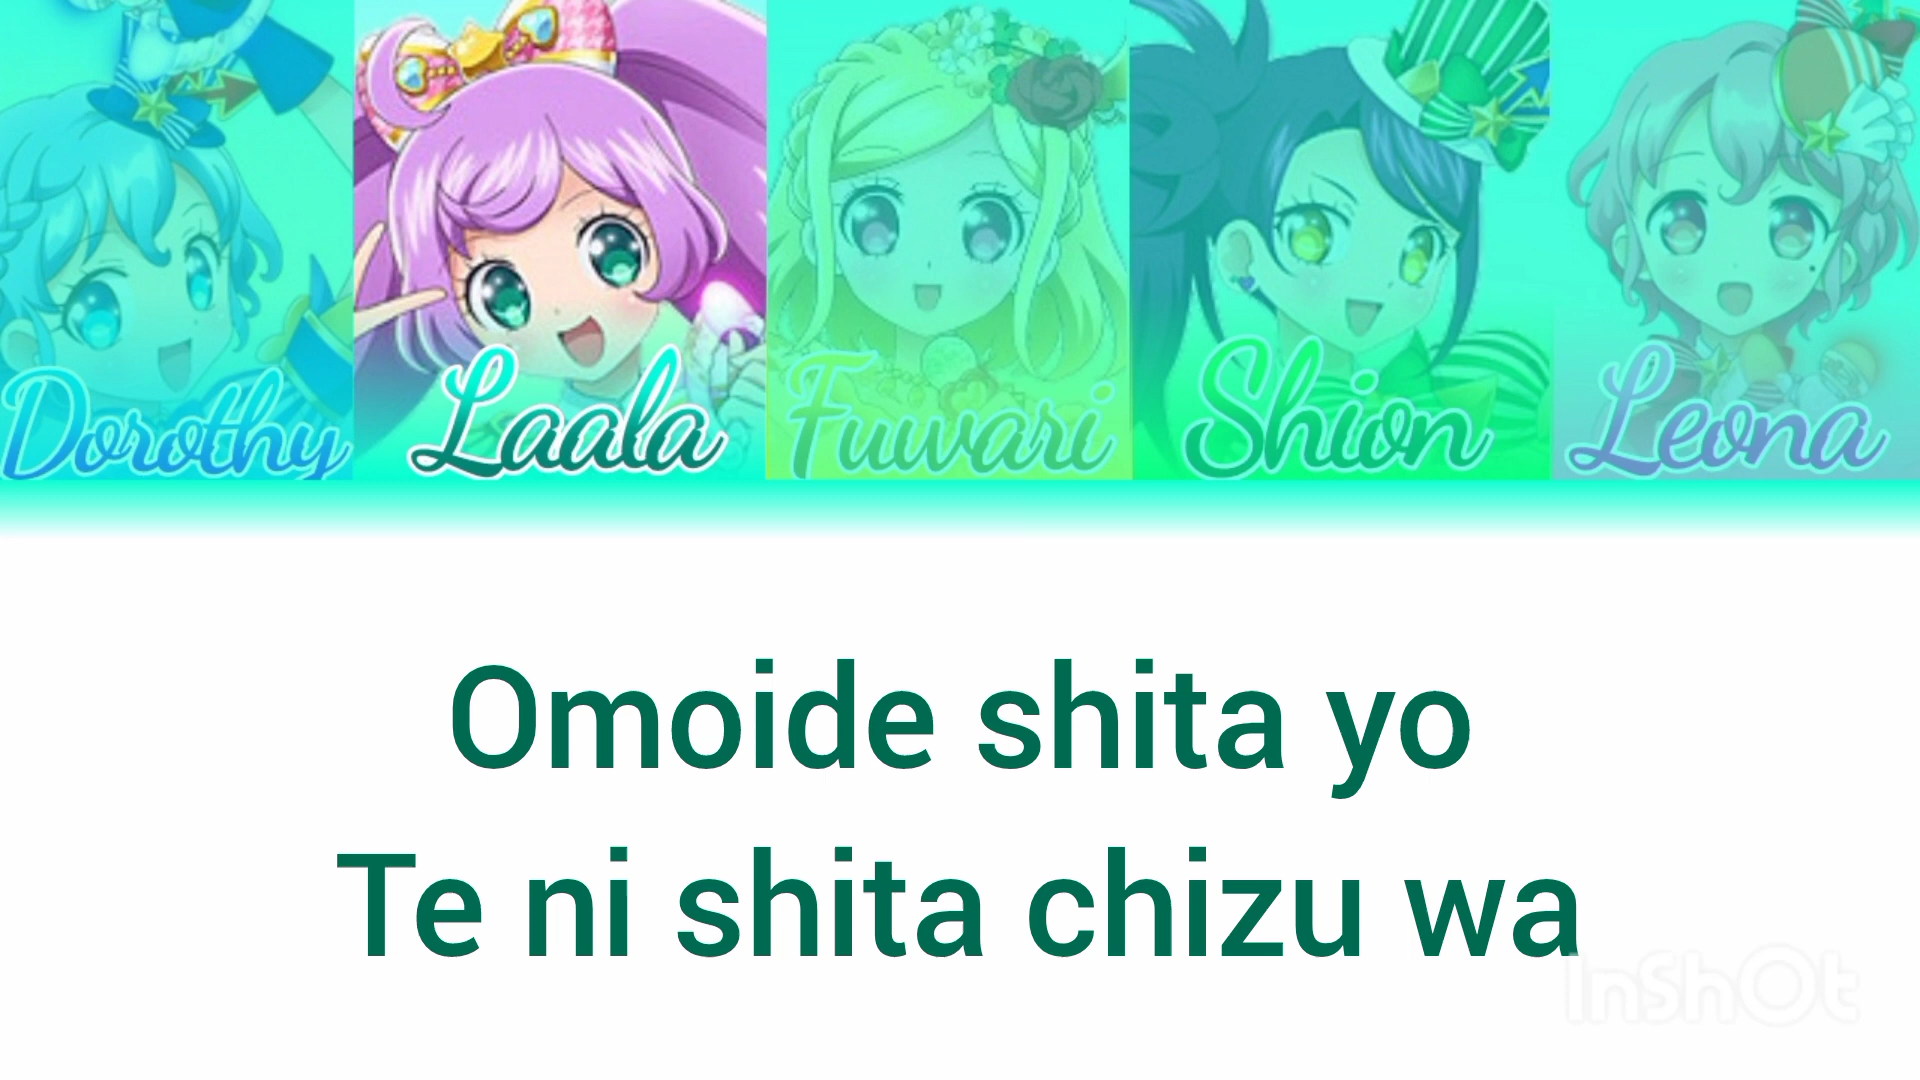 Dorothy
Laala
Fuwari
Shion
Leona
Omoide shita yo
Te ni shita chizu wa
InShOt